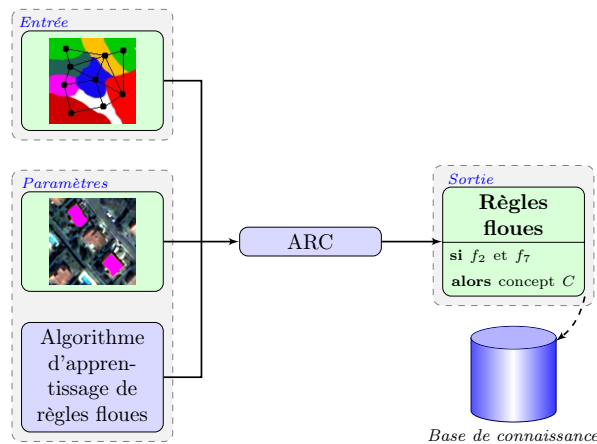 Entrée
Paramètres
Algorithme
d'appren-
tissage de
règles floues
ARC
Sortie
Règles
floues
si f2 et f7
alors concept C
Base de connaissance